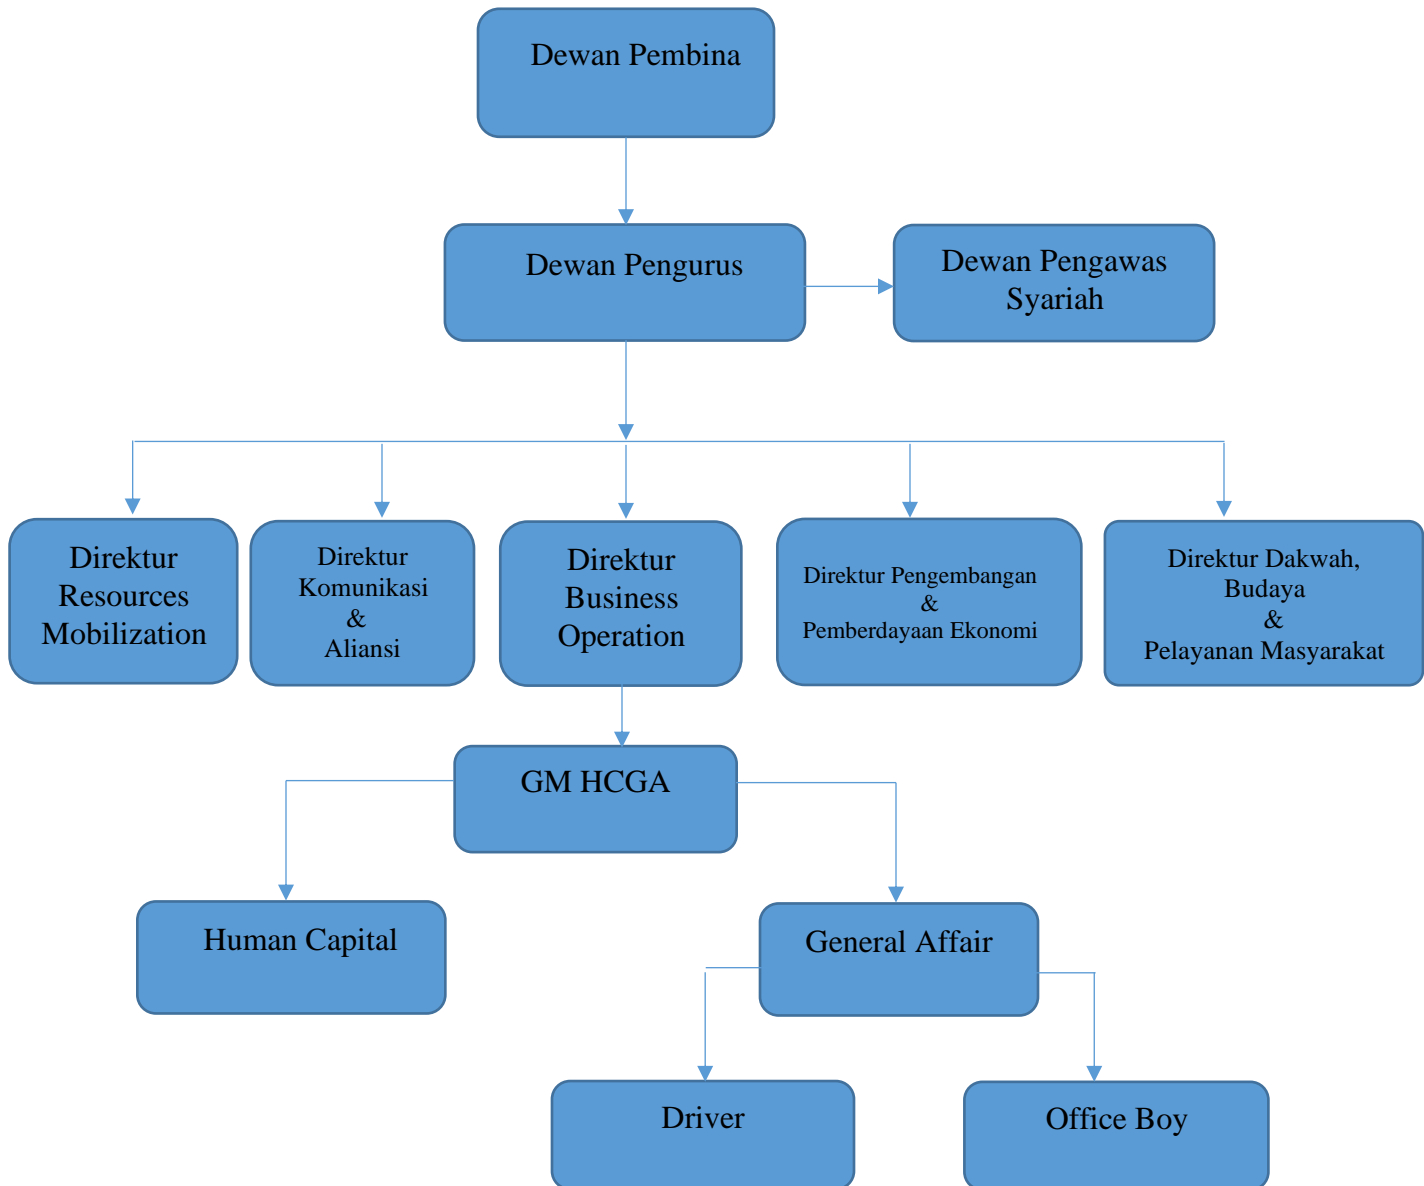 Dewan Pembina
Dewan Pengurus
Dewan Pengawas
Syariah
Direktur
Resources
Mobilization
Direktur
Komunikasi
&
Aliansi
Direktur
Business
Operation
Direktur Pengembangan
&
Pemberdayaan Ekonomi
Direktur Dakwah,
Budaya
&
Pelayanan Masyarakat
GM HCGA
Human Capital
General Affair
Driver
Office Boy